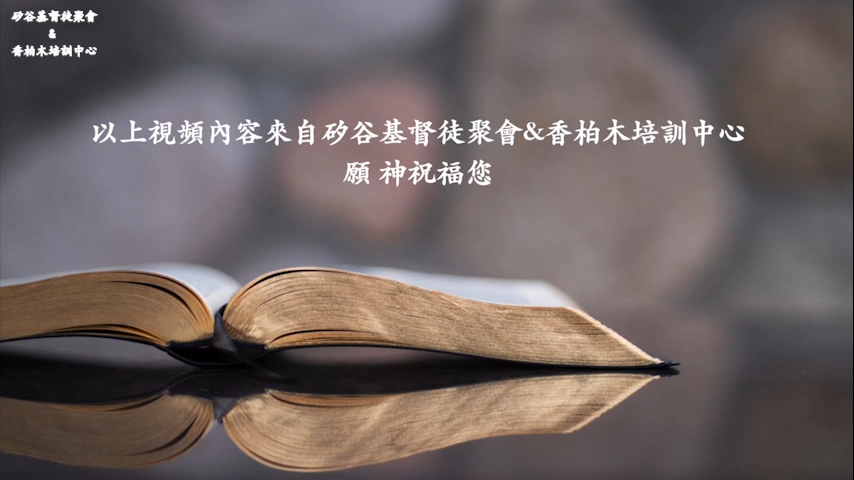 矽谷基督徒聚會
&
香柏木培訓中心
以上視頻內容來自矽谷基督徒聚會&香柏木培訓中心
願 神祝福您